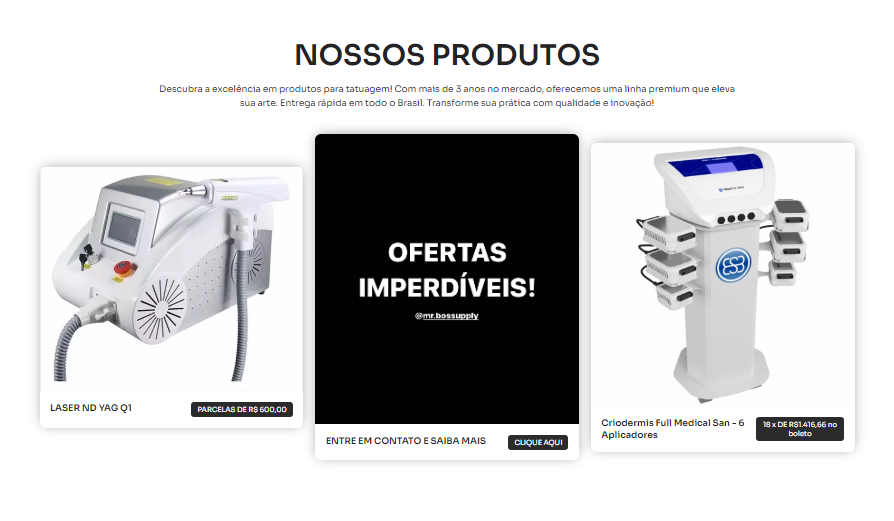 NOSSOS PRODUTOS
Descubra a excelência em produtos para tatuagem! Com mais de 3 anos no mercado, oferecemos uma linha premium que eleva
sua arte. Entrega rápida em todo o Brasil. Transforme sua prática com qualidade e inovação!
LASER ND YAG Q1
PARCELAS DE R$ 600,00
OFERTAS
IMPERDÍVEIS!
@mr.bossupply
ENTRE EM CONTATO E SAIBA MAIS
CLIQUE AQUI
Criodermis Full Medical San - 6
Aplicadores
18 x DE R$1.416,66 no
boleto